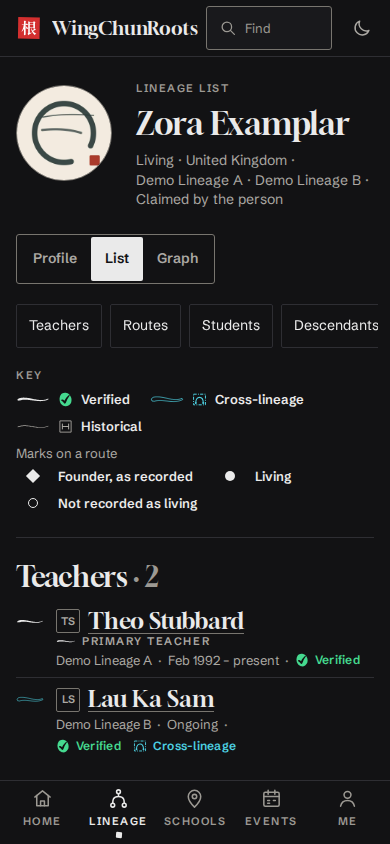 根 WingChunRoots Find
LINEAGE LIST
Zora Examplar
Living · United Kingdom ·
Demo Lineage A · Demo Lineage B ·
Claimed by the person
Profile List Graph
Teachers Routes Students Descendants
KEY
Verified Cross-lineage
H Historical
Marks on a route
Founder, as recorded Living
Not recorded as living
Teachers · 2
TS Theo Stubbard
PRIMARY TEACHER
Demo Lineage A · Feb 1992 – present · Verified
LS Lau Ka Sam
Demo Lineage B · Ongoing ·
Verified Cross-lineage
HOME LINEAGE SCHOOLS EVENTS ME